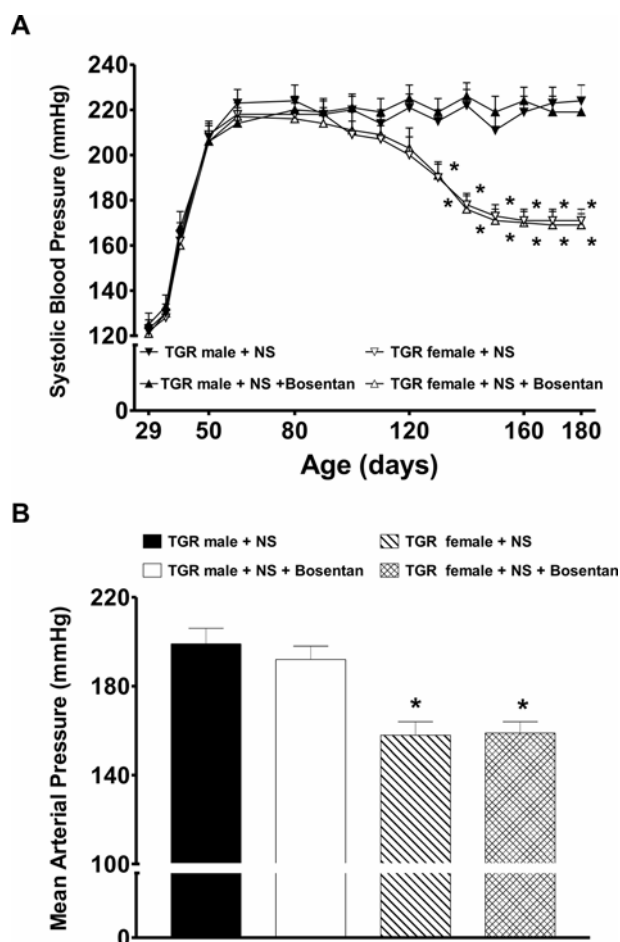 A
Systolic Blood Pressure (mmHg)
240
220
200
180
160
140
120
0
* * * * * *
* * * * * *
TGR male + NS
TGR female + NS
TGR male + NS +Bosentan
TGR female + NS + Bosentan
29 50 80 120 160 180
Age (days)
B
TGR male + NS
TGR female + NS
TGR male + NS + Bosentan
TGR female + NS + Bosentan
Mean Arterial Pressure (mmHg)
220
180
140
100
0
* *